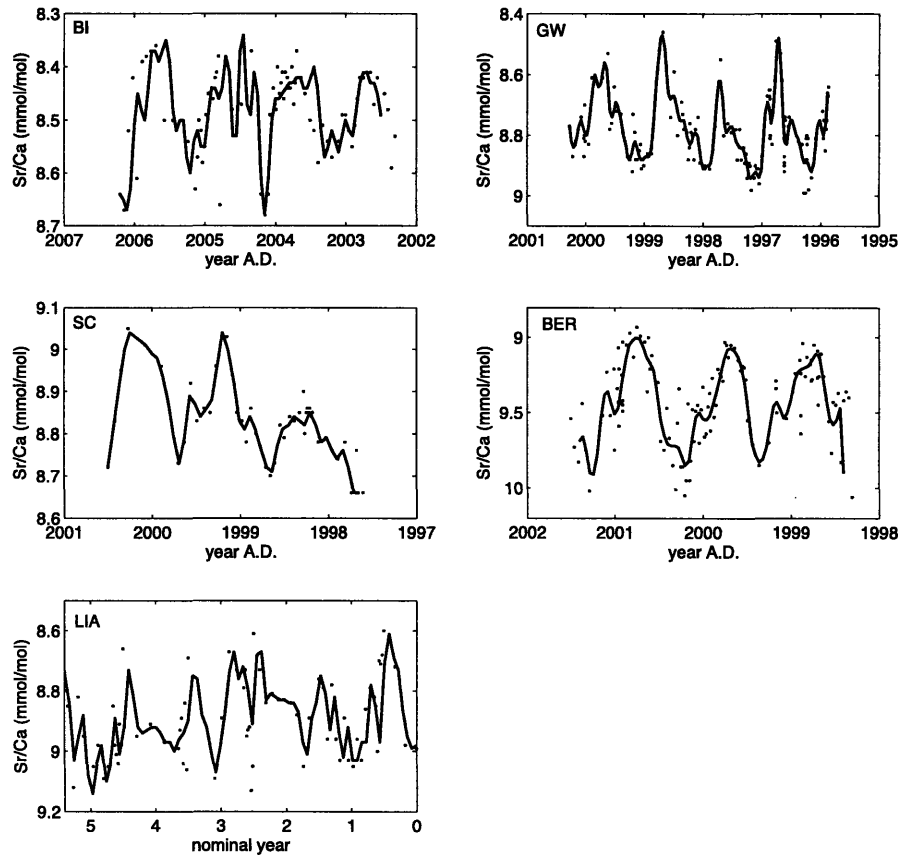 BI
Sr/Ca (mmol/mol)
8.3
8.4
8.5
8.6
8.7
2007 2006 2005 2004 2003 2002
year A.D.
GW
Sr/Ca (mmol/mol)
8.4
8.6
8.8
9
2001 2000 1999 1998 1997 1996 1995
year A.D.
SC
Sr/Ca (mmol/mol)
9.1
9
8.9
8.8
8.7
8.6
2001 2000 1999 1998 1997
year A.D.
BER
Sr/Ca (mmol/mol)
9
9.5
10
2002 2001 2000 1999 1998
year A.D.
LIA
Sr/Ca (mmol/mol)
8.6
8.8
9
9.2
5 4 3 2 1 0
nominal year